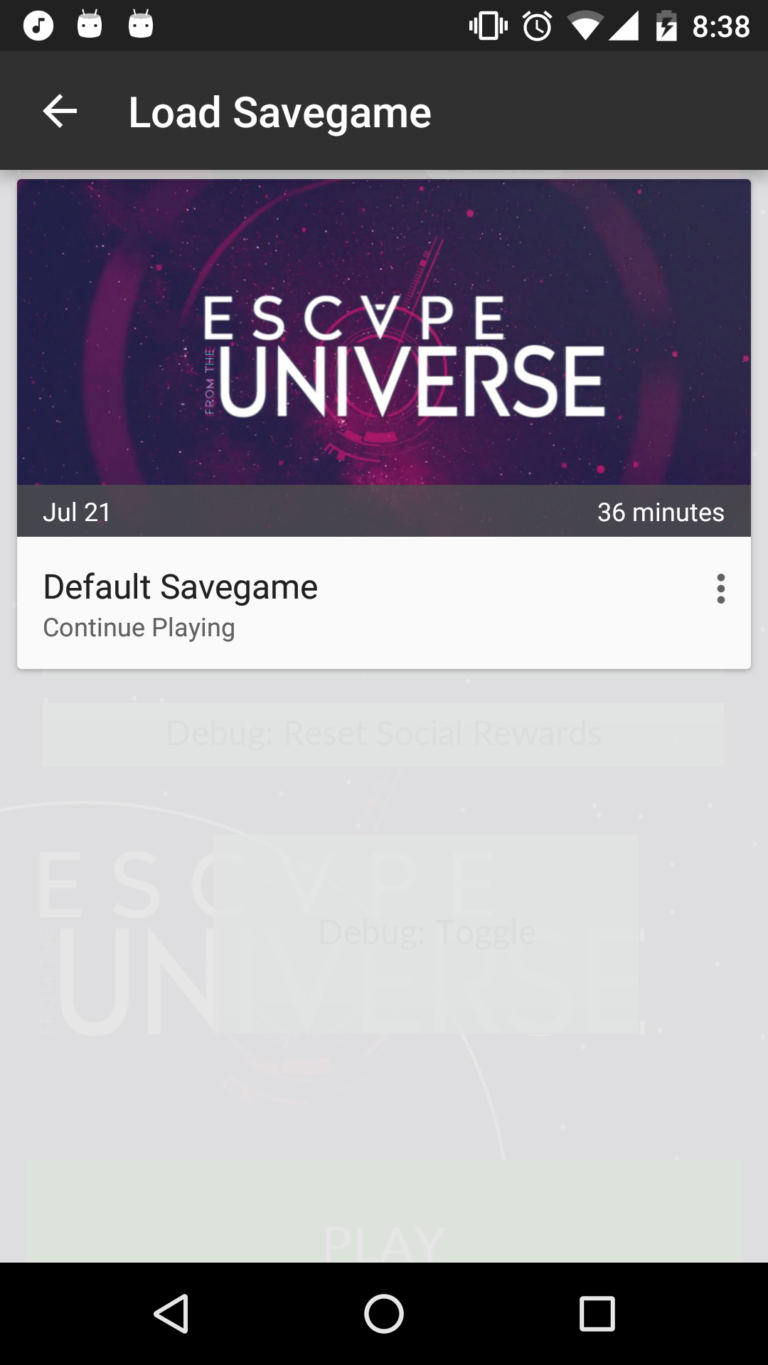 8:38
Load Savegame
ESCAPE
FROM THE
UNIVERSE
Jul 21
36 minutes
Default Savegame
Continue Playing
Debug: Reset Social Rewards
ESCAPE
Debug: Toggle
UNIVERSE
PLAY